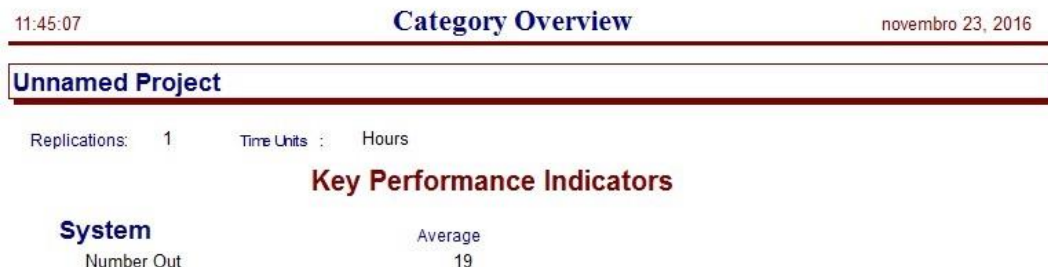 11:45:07 Category Overview novembro 23, 2016
Unnamed Project
Replications: 1 Time Units : Hours
Key Performance Indicators
System Average
Number Out 19